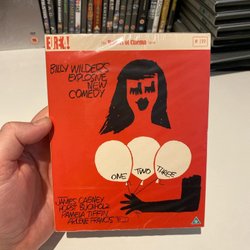 EUREKA!
The Masters of Cinema Series
# 199
BILLY WILDER'S
EXPLOSIVE
NEW
COMEDY
ONE
TWO
THREE
JAMES CAGNEY
HORST BUCHHOLZ
PAMELA TIFFIN
ARLENE FRANCIS